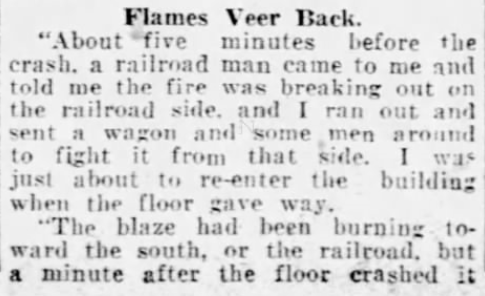 Flames Veer Back.
"About five minutes before the
crash, a railroad man came to me and
told me the fire was breaking out on
the railroad side, and I ran out and
sent a wagon and some men around
to fight it from that side. I was
just about to re-enter the building
when the floor gave way.
"The blaze had been burning to-
ward the south, or the railroad, but
a minute after the floor crashed it